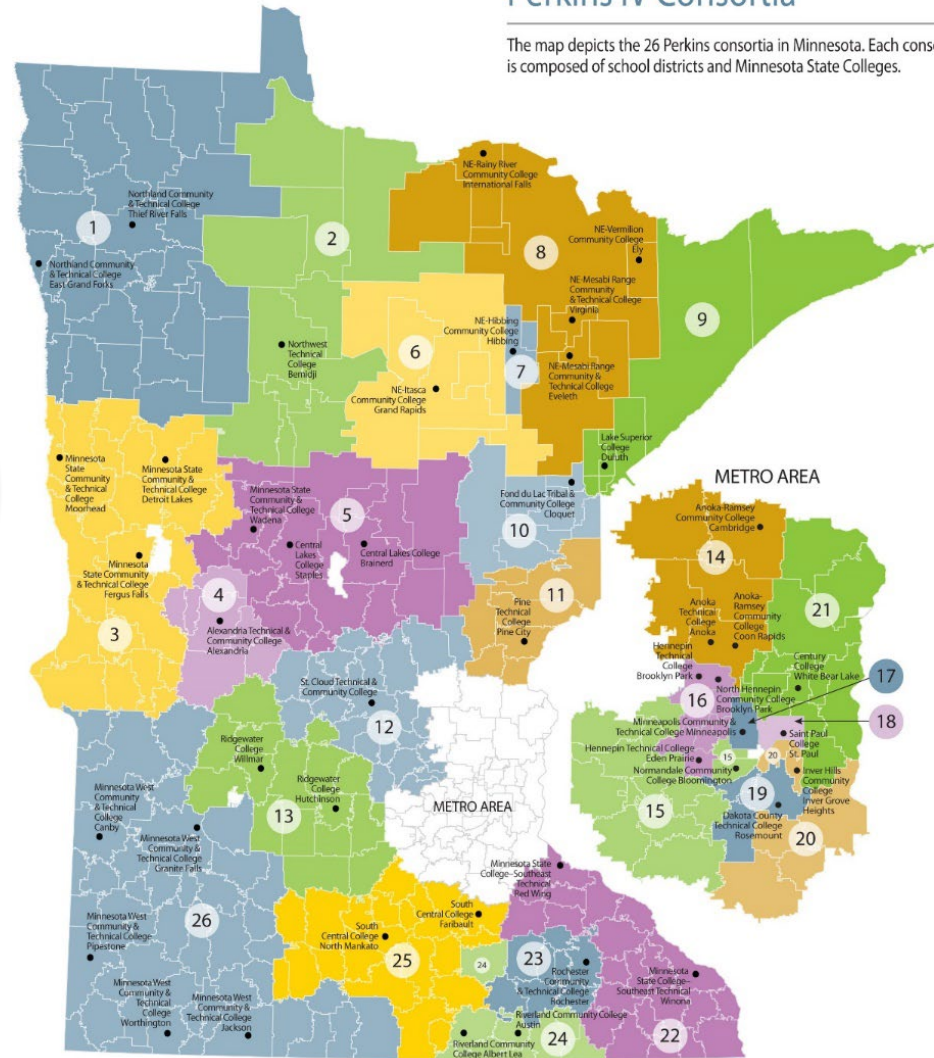 Perkins IV Consortia
The map depicts the 26 Perkins consortia in Minnesota. Each
is composed of school districts and Minnesota State Colleges.
1
Northland Community
& Technical College
Thief River Falls
Northland Community
& Technical College
East Grand Forks
2
Northwest
Technical
College
Bemidji
NE-Rainy River
Community College
International Falls
8
NE-Vermilion
Community College
Ely
NE-Mesabi Range
Community
& Technical College
Virginia
NE-Mesabi Range
Community &
Technical College
Eveleth
9
NE-Hibbing
Community College
Hibbing
7
6
NE-Itasca
Community College
Grand Rapids
Lake Superior
College
Duluth
Minnesota
State
Community
& Technical
College
Moorhead
Minnesota State
Community &
Technical College
Detroit Lakes
Minnesota
State Community
& Technical College
Fergus Falls
3
Minnesota State
Community &
Technical College
Wadena
5
Central
Lakes
College
Staples
Central Lakes College
Brainerd
4
Alexandria Technical &
Community College
Alexandria
Fond du Lac Tribal &
Community College
Cloquet
10
11
Pine
Technical
College
Pine City
St. Cloud Technical &
Community College
12
Ridgewater
College
Willmar
Ridgewater
College
Hutchinson
13
METRO AREA
METRO AREA
Anoka-Ramsey
Community College
Cambridge
14
Anoka
Technical
College
Anoka
Anoka-
Ramsey
Community
College
Coon Rapids
21
Hennepin
Technical
College
Brooklyn Park
Century
College
White Bear Lake
16
North Hennepin
Community College
Brooklyn Park
17
Minneapolis Community &
Technical College Minneapolis
18
Saint Paul
College
St. Paul
Hennepin Technical College
Eden Prairie
15
20
Normandale Community
College Bloomington
Inver Hills
Community
College
Inver Grove
Heights
15
19
Dakota County
Technical College
Rosemount
20
Minnesota West
Community
& Technical
College
Canby
Minnesota West
Community &
Technical College
Granite Falls
Minnesota West
Community &
Technical College
Pipestone
26
Minnesota West
Community &
Technical
College
Worthington
Minnesota West
Community &
Technical College
Jackson
South
Central College
North Mankato
South
Central College
Faribault
25
Minnesota State
College–Southeast
Technical
Red Wing
24
23
Rochester
Community
& Technical College
Rochester
Minnesota
State College–
Southeast Technical
Winona
22
Riverland Community College
Austin
Riverland Community
College Albert Lea
24